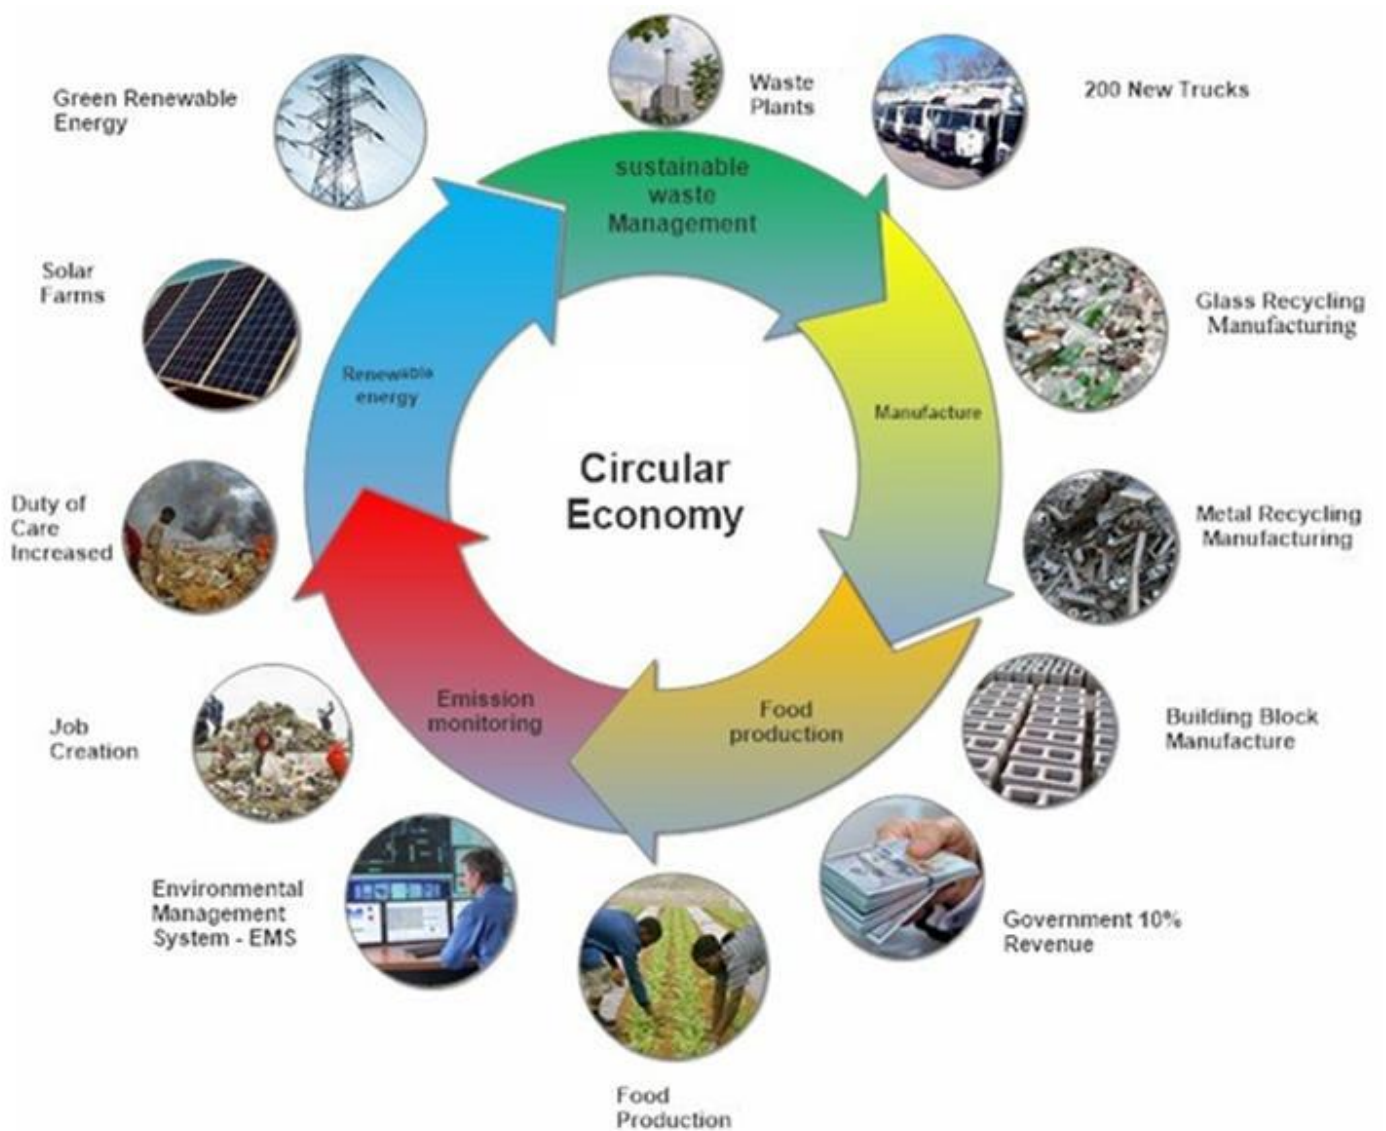 Green Renewable
Energy
Waste
Plants
200 New Trucks
sustainable
waste
Management
Solar
Farms
Glass Recycling
Manufacturing
Renewable
energy
Manufacture
Circular
Economy
Duty of
Care
Increased
Metal Recycling
Manufacturing
Emission
monitoring
Food
production
Job
Creation
Building Block
Manufacture
Environmental
Management
System - EMS
Government 10%
Revenue
Food
Production